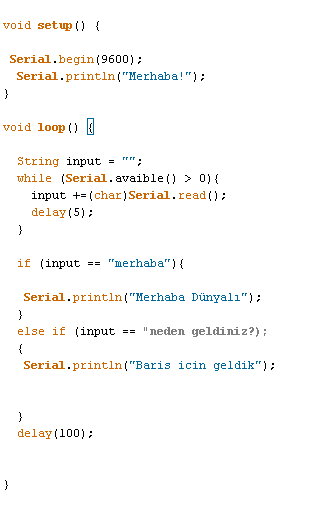 void setup() {
Serial.begin(9600);
Serial.println("Merhaba!");
}
void loop() {
String input = "";
while (Serial.avaible() > 0){
input +=(char)Serial.read();
delay(5);
}
if (input == "merhaba"){
Serial.println("Merhaba Dünyalı");
}
else if (input == "neden geldiniz?);
{
Serial.println("Baris icin geldik");
}
delay(100);
}